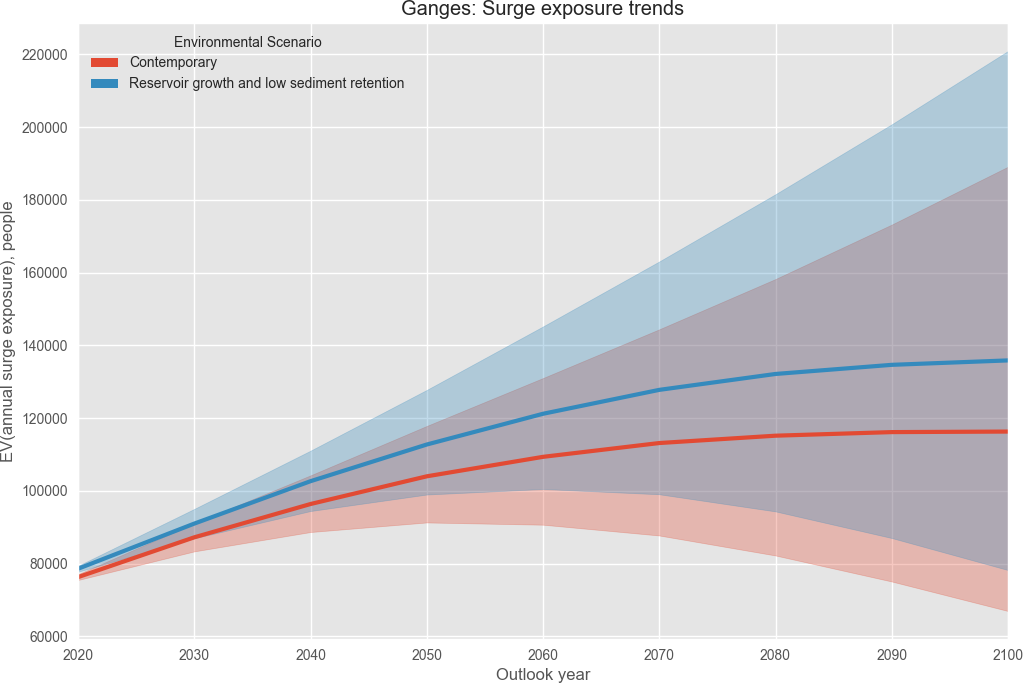 Ganges: Surge exposure trends
Environmental Scenario
Contemporary
Reservoir growth and low sediment retention
EV(annual surge exposure), people
220000
200000
180000
160000
140000
120000
100000
80000
60000
2020 2030 2040 2050 2060 2070 2080 2090 2100
Outlook year